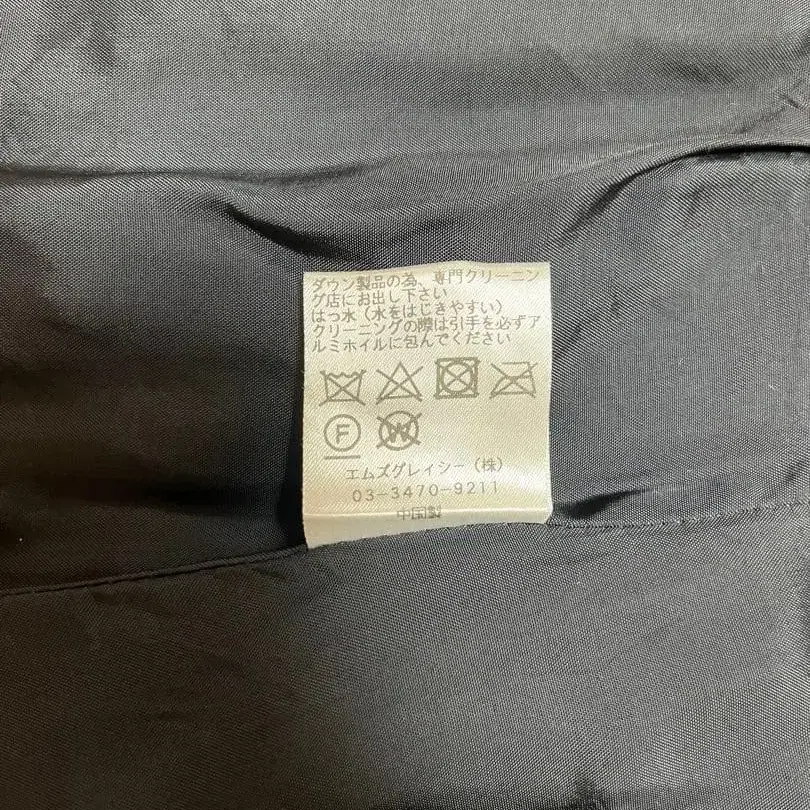 ダウン製品の為、専門クリーニン
グ店にお出し下さい
はっ水（水をはじきやすい）
クリーニングの際は引手を必ずア
ルミホイルに包んでください
F W
エムズグレイシー（株）
03-3470-9211
中国製